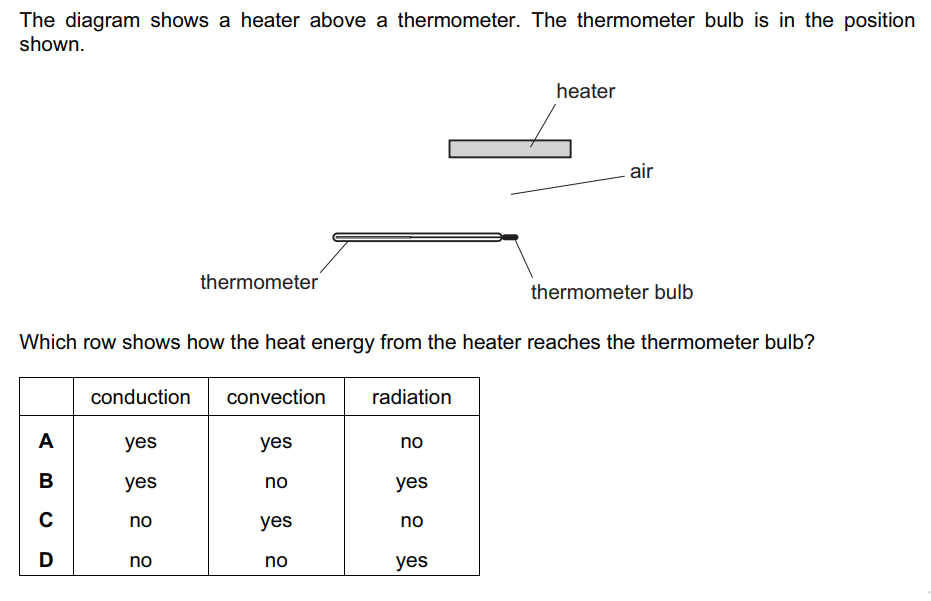 The diagram shows a heater above a thermometer. The thermometer bulb is in the position
shown.
heater
air
thermometer
thermometer bulb
Which row shows how the heat energy from the heater reaches the thermometer bulb?
conduction convection radiation
A yes yes no
B yes no yes
C no yes no
D no no yes